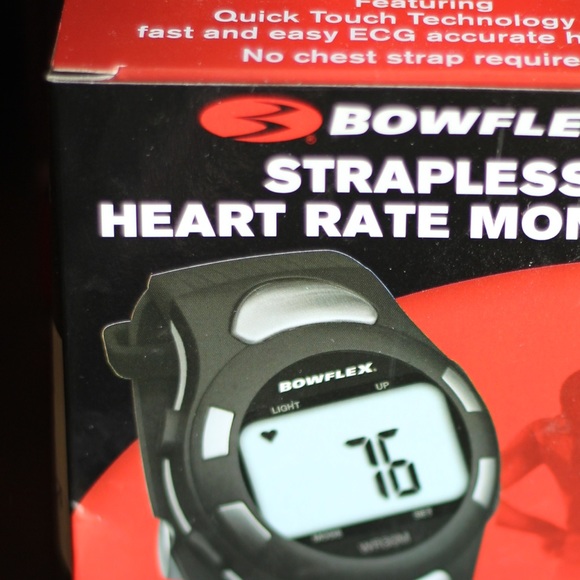 Featuring
Quick Touch Technology
fast and easy ECG accurate h
No chest strap require
BOWFLE
STRAPLESS
HEART RATE MON
BOWFLEX
LIGHT UP
76
SET
WR30M